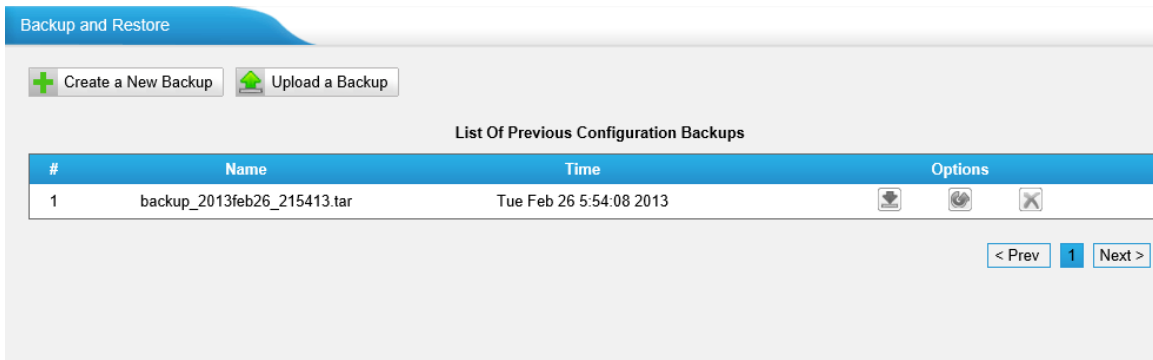 Backup and Restore
Create a New Backup Upload a Backup
List Of Previous Configuration Backups
# Name Time Options
1 backup_2013feb26_215413.tar Tue Feb 26 5:54:08 2013
< Prev 1 Next >